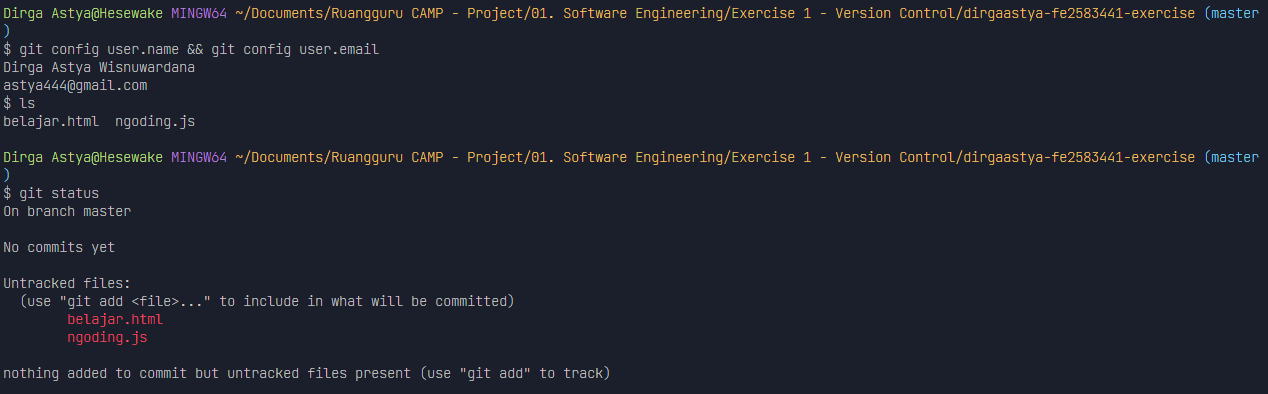 Dirga Astya@Hesewake MINGW64 ~/Documents/Ruangguru CAMP - Project/01. Software Engineering/Exercise 1 - Version Control/dirgaastya-fe2583441-exercise (master
)
$ git config user.name && git config user.email
Dirga Astya Wisnuwardana
astya444@gmail.com
$ ls
belajar.html  ngoding.js
Dirga Astya@Hesewake MINGW64 ~/Documents/Ruangguru CAMP - Project/01. Software Engineering/Exercise 1 - Version Control/dirgaastya-fe2583441-exercise (master
)
$ git status
On branch master
No commits yet
Untracked files:
  (use "git add <file>..." to include in what will be committed)
        belajar.html
        ngoding.js
nothing added to commit but untracked files present (use "git add" to track)